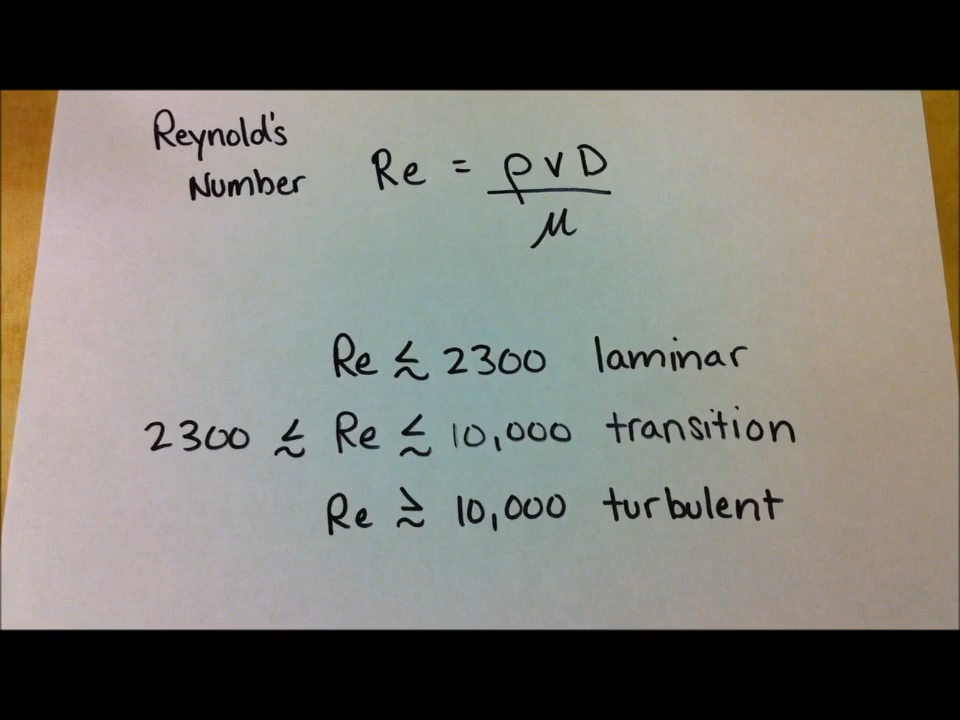 Reynold's
Number
Re = ρvD / μ
Re ≲ 2300 laminar
2300 ≲ Re ≲ 10,000 transition
Re ≳ 10,000 turbulent